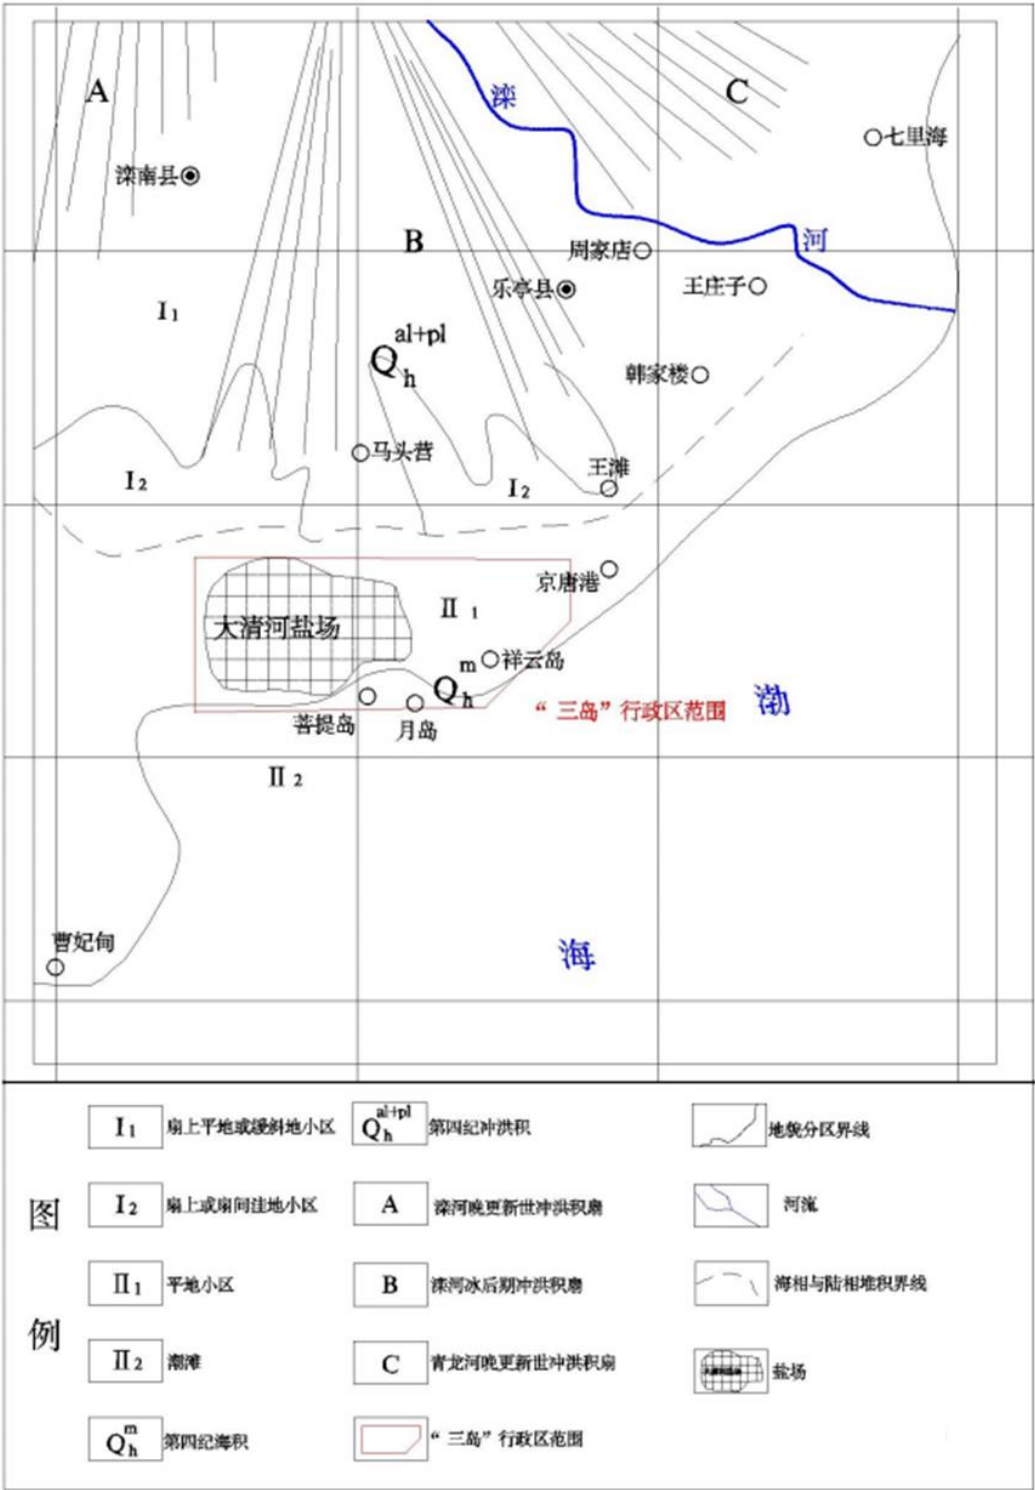 A
C
滦
七里海
滦南县
B
周家店
河
乐亭县
王庄子
I₁
Q h al+pl
韩家楼
马头营
王滩
I₂
I₂
京唐港
II₁
大清河盐场
祥云岛
Q h m
渤
“三岛”行政区范围
菩提岛
月岛
II₂
曹妃甸
海
图例
I₁ 扇上平地或缓斜地小区
Q h al+pl 第四纪冲洪积
地貌分区界线
I₂ 扇上或扇间洼地小区
A 滦河晚更新世冲洪积扇
河流
II₁ 平地小区
B 滦河冰后期冲洪积扇
海相与陆相堆积界线
II₂ 潮滩
C 青龙河晚更新世冲洪积扇
盐场
Q h m 第四纪海积
“三岛”行政区范围